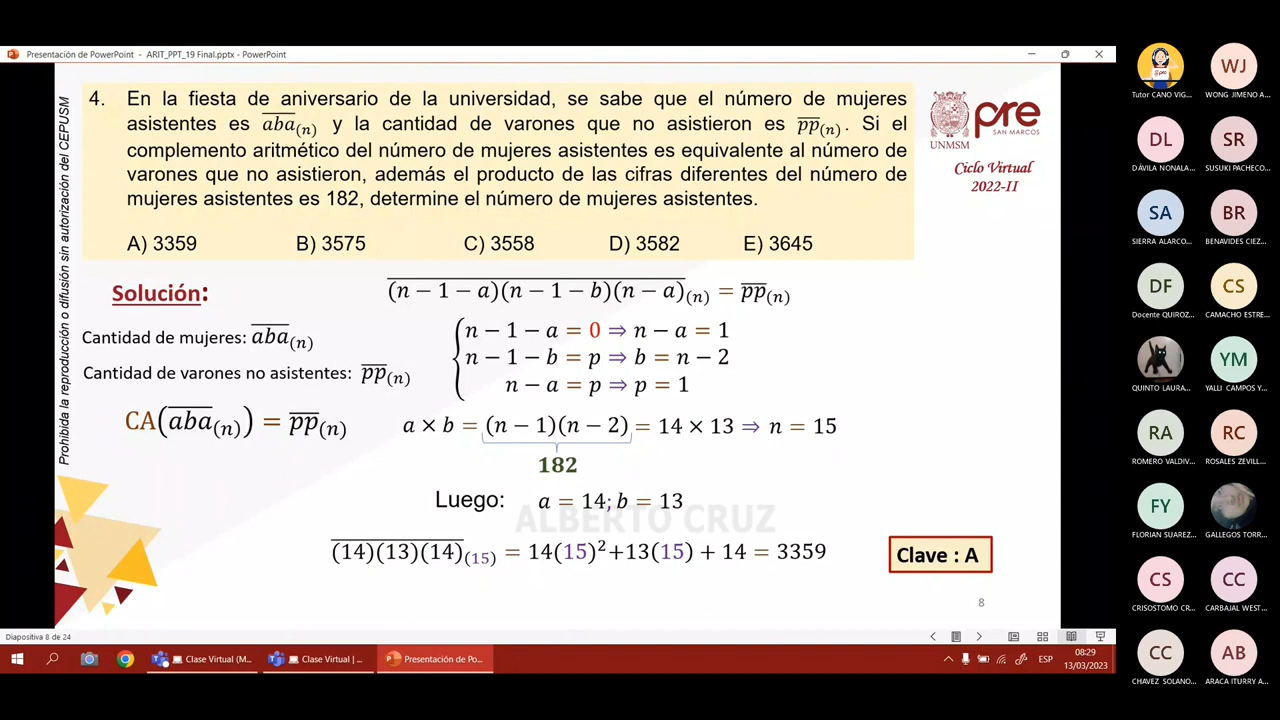 Presentación de PowerPoint - ARIT_PPT_19 Final.pptx - PowerPoint
Prohibida la reproducción o difusión sin autorización del CEPUSM
4. En la fiesta de aniversario de la universidad, se sabe que el número de mujeres
asistentes es \overline{aba}_{(n)} y la cantidad de varones que no asistieron es \overline{pp}_{(n)}. Si el
complemento aritmético del número de mujeres asistentes es equivalente al número de
varones que no asistieron, además el producto de las cifras diferentes del número de
mujeres asistentes es 182, determine el número de mujeres asistentes.
A) 3359 B) 3575 C) 3558 D) 3582 E) 3645
UNMSM
pre
SAN MARCOS
Ciclo Virtual
2022-II
Solución:
\overline{(n − 1 − a)(n − 1 − b)(n − a)}_{(n)} = \overline{pp}_{(n)}
Cantidad de mujeres: \overline{aba}_{(n)}
Cantidad de varones no asistentes: \overline{pp}_{(n)}
CA(\overline{aba}_{(n)}) = \overline{pp}_{(n)}
n − 1 − a = 0 ⇒ n − a = 1
n − 1 − b = p ⇒ b = n − 2
n − a = p ⇒ p = 1
a × b = (n − 1)(n − 2) = 14 × 13 ⇒ n = 15
182
Luego: a = 14; b = 13
ALBERTO CRUZ
\overline{(14)(13)(14)}_{(15)} = 14(15)²+13(15) + 14 = 3359
Clave : A
8
Diapositiva 8 de 24
Clase Virtual (M...
Clase Virtual | ...
Presentación de Po...
ESP
08:29
13/03/2023
Tutor CANO VIG...
WJ
WONG JIMENO A...
DL
DÁVILA NONALA...
SR
SUSUKI PACHECO...
SA
SIERRA ALARCO...
BR
BENAVIDES CIEZ...
DF
Docente QUIROZ...
CS
CAMACHO ESTRE...
QUINTO LAURA...
YM
YALLI CAMPOS Y...
RA
ROMERO VALDIV...
RC
ROSALES ZEVILL...
FY
FLORIAN SUAREZ...
GALLEGOS TORR...
CS
CRISOSTOMO CR...
CC
CARBAJAL WEST...
CC
CHAVEZ SOLANO...
AB
ARACA ITURRY A...